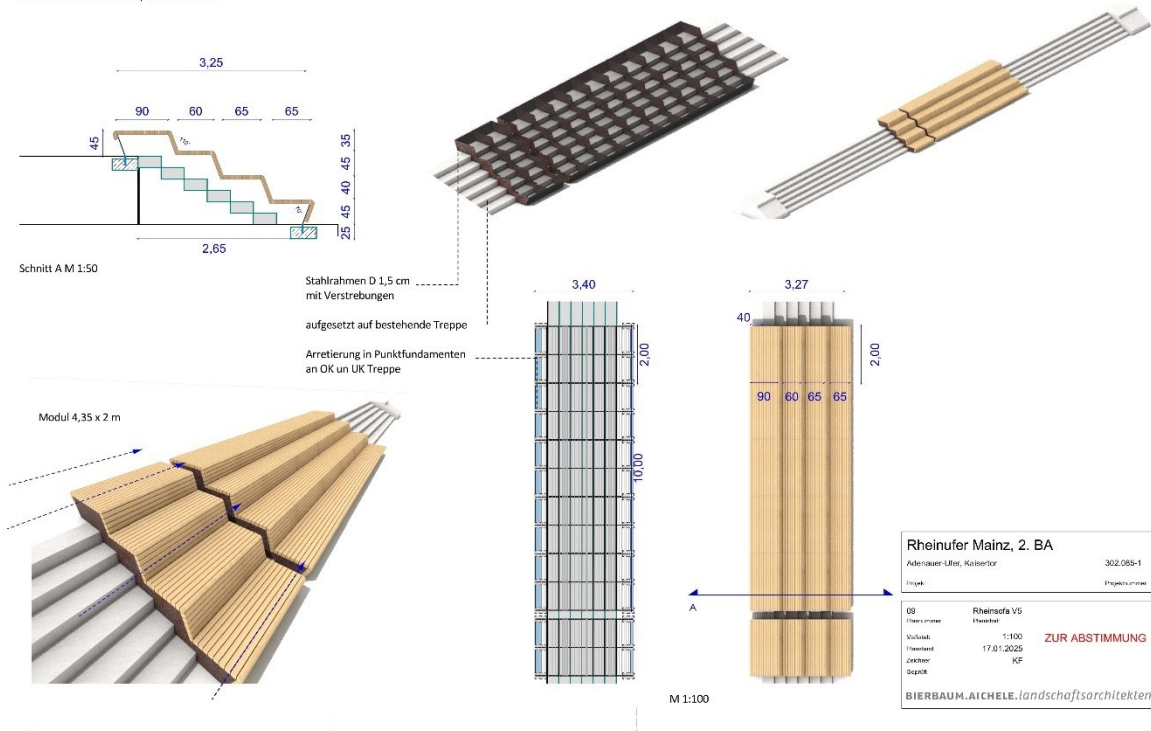 3,25
90 60 65 65
45
35
45
40
45
25
2,65
Schnitt A M 1:50
Stahlrahmen D 1,5 cm
mit Verstrebungen
aufgesetzt auf bestehende Treppe
Arretierung in Punktfundamenten
an OK un UK Treppe
Modul 4,35 x 2 m
3,40
2,00
10,00
3,27
40
2,00
90 60 65 65
A
M 1:100
Rheinufer Mainz, 2. BA
Adenauer-Ufer, Kaisertor 302.085-1
Projekt Projektnummer
09 Rheinsofa V5
Plannummer Planinhalt
Maßstab 1:100
ZUR ABSTIMMUNG
Planstand 17.01.2025
Zeichner KF
Geprüft
BIERBAUM.AICHELE.landschaftsarchitekten